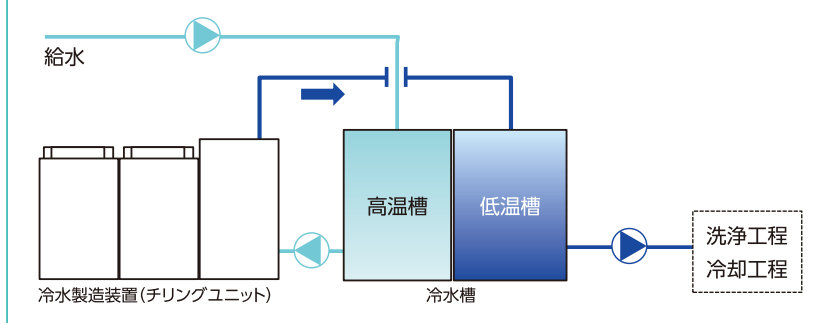 給水
高温槽
低温槽
洗浄工程
冷却工程
冷水製造装置(チリングユニット)
冷水槽